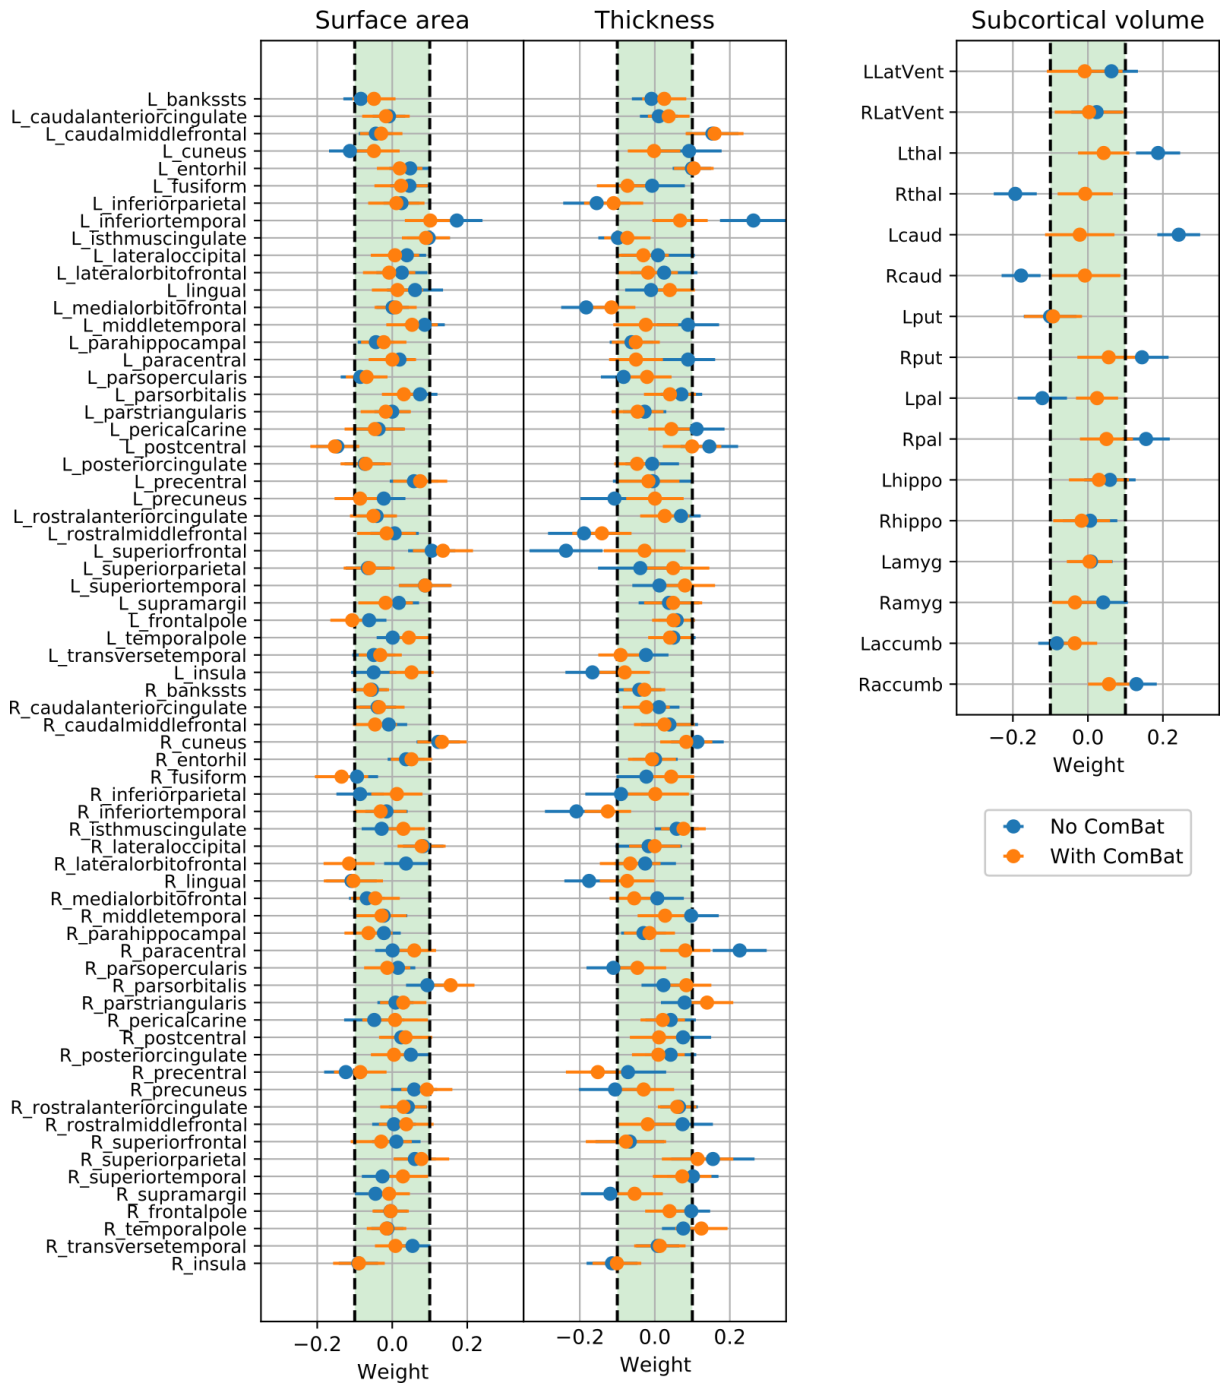 Surface area
Thickness
Subcortical volume
L_bankssts
L_caudalanteriorcingulate
L_caudalmiddlefrontal
L_cuneus
L_entorhil
L_fusiform
L_inferiorparietal
L_inferiortemporal
L_isthmuscingulate
L_lateraloccipital
L_lateralorbitofrontal
L_lingual
L_medialorbitofrontal
L_middletemporal
L_parahippocampal
L_paracentral
L_parsopercularis
L_parsorbitalis
L_parstriangularis
L_pericalcarine
L_postcentral
L_posteriorcingulate
L_precentral
L_precuneus
L_rostralanteriorcingulate
L_rostralmiddlefrontal
L_superiorfrontal
L_superiorparietal
L_superiortemporal
L_supramargil
L_frontalpole
L_temporalpole
L_transversetemporal
L_insula
R_bankssts
R_caudalanteriorcingulate
R_caudalmiddlefrontal
R_cuneus
R_entorhil
R_fusiform
R_inferiorparietal
R_inferiortemporal
R_isthmuscingulate
R_lateraloccipital
R_lateralorbitofrontal
R_lingual
R_medialorbitofrontal
R_middletemporal
R_parahippocampal
R_paracentral
R_parsopercularis
R_parsorbitalis
R_parstriangularis
R_pericalcarine
R_postcentral
R_posteriorcingulate
R_precentral
R_precuneus
R_rostralanteriorcingulate
R_rostralmiddlefrontal
R_superiorfrontal
R_superiorparietal
R_superiortemporal
R_supramargil
R_frontalpole
R_temporalpole
R_transversetemporal
R_insula
−0.2 0.0 0.2
Weight
−0.2 0.0 0.2
Weight
LLatVent
RLatVent
Lthal
Rthal
Lcaud
Rcaud
Lput
Rput
Lpal
Rpal
Lhippo
Rhippo
Lamyg
Ramyg
Laccumb
Raccumb
−0.2 0.0 0.2
Weight
No ComBat
With ComBat